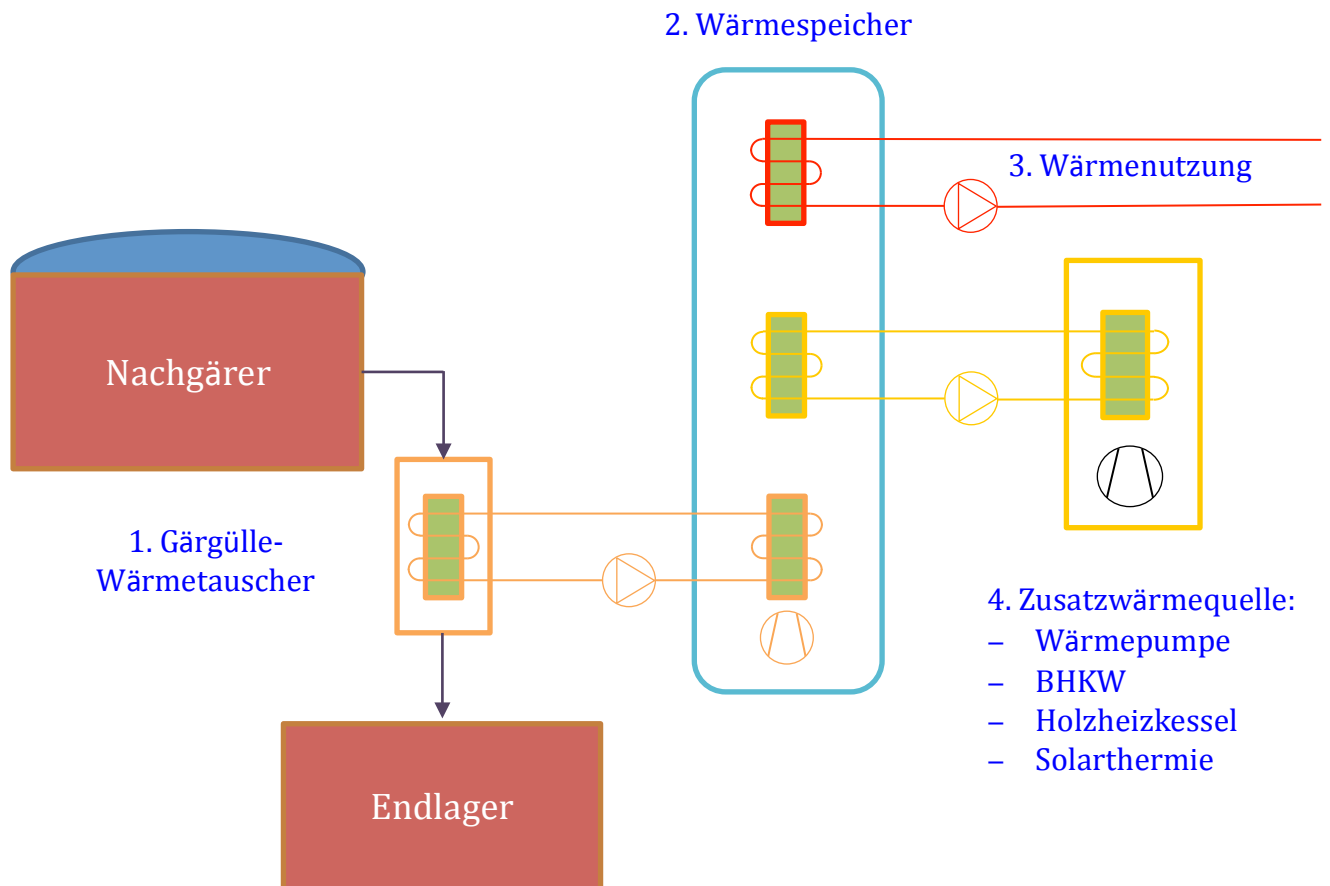 2. Wärmespeicher
3. Wärmenutzung
Nachgärer
1. Gärgülle-
Wärmetauscher
4. Zusatzwärmequelle:
– Wärmepumpe
– BHKW
– Holzheizkessel
– Solarthermie
Endlager